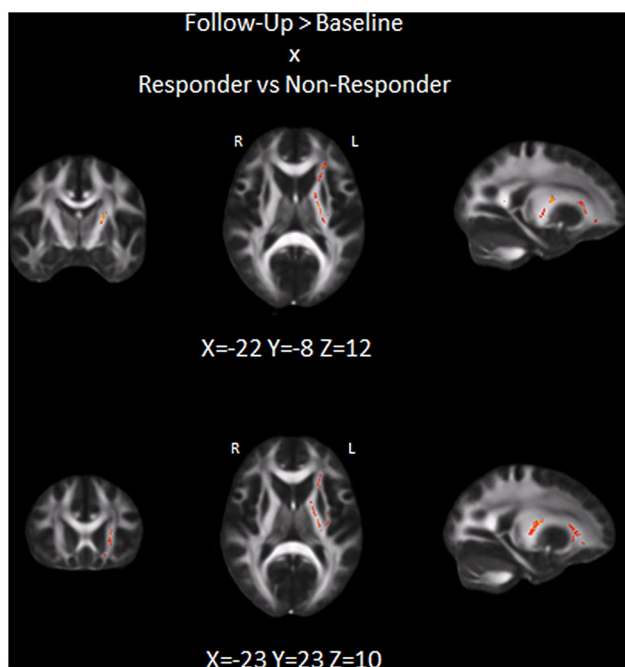 Follow-Up > Baseline
x
Responder vs Non-Responder
R L
X=-22 Y=-8 Z=12
R L
X=-23 Y=23 Z=10